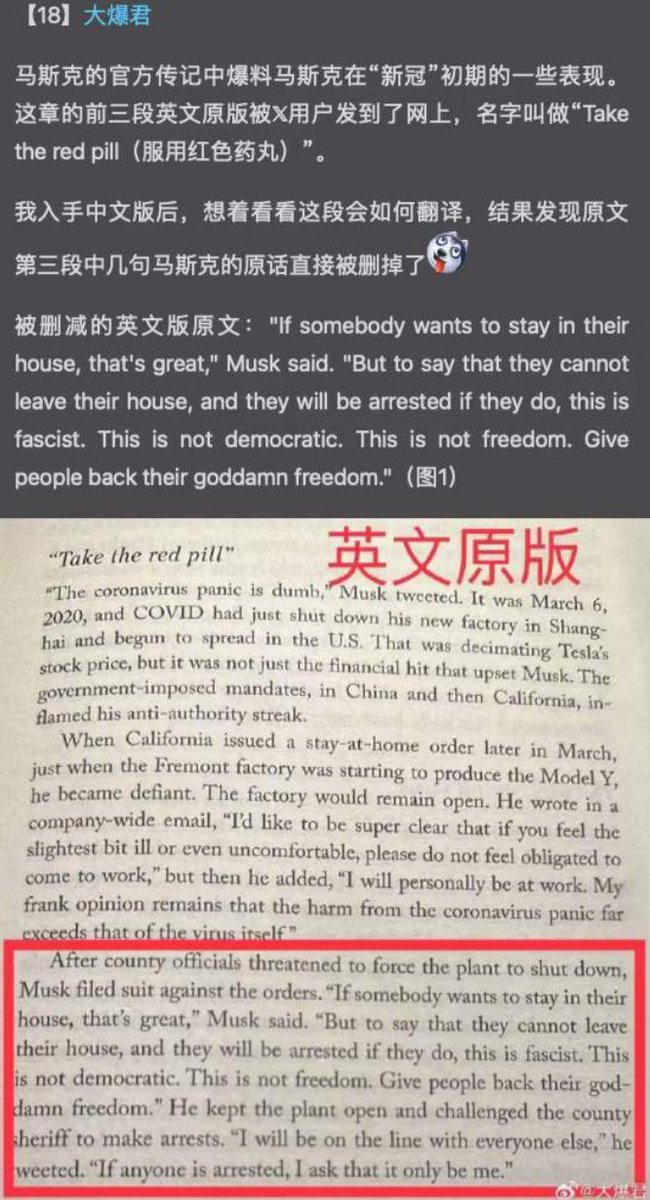 【18】大爆君
马斯克的官方传记中爆料马斯克在“新冠”初期的一些表现。
这章的前三段英文原版被𝕏用户发到了网上，名字叫做“Take
the red pill（服用红色药丸）”。
我入手中文版后，想着看看这段会如何翻译，结果发现原文
第三段中几句马斯克的原话直接被删掉了
被删减的英文版原文："If somebody wants to stay in their
house, that's great," Musk said. "But to say that they cannot
leave their house, and they will be arrested if they do, this is
fascist. This is not democratic. This is not freedom. Give
people back their goddamn freedom."（图1）
“Take the red pill”
英文原版
“The coronavirus panic is dumb,” Musk tweeted. It was March 6,
2020, and COVID had just shut down his new factory in Shang-
hai and begun to spread in the U.S. That was decimating Tesla’s
stock price, but it was not just the financial hit that upset Musk. The
government-imposed mandates, in China and then California, in-
flamed his anti-authority streak.
When California issued a stay-at-home order later in March,
just when the Fremont factory was starting to produce the Model Y,
he became defiant. The factory would remain open. He wrote in a
company-wide email, “I’d like to be super clear that if you feel the
slightest bit ill or even uncomfortable, please do not feel obligated to
come to work,” but then he added, “I will personally be at work. My
frank opinion remains that the harm from the coronavirus panic far
exceeds that of the virus itself.”
After county officials threatened to force the plant to shut down,
Musk filed suit against the orders. “If somebody wants to stay in their
house, that’s great,” Musk said. “But to say that they cannot leave
their house, and they will be arrested if they do, this is fascist. This
is not democratic. This is not freedom. Give people back their god-
damn freedom.” He kept the plant open and challenged the county
sheriff to make arrests. “I will be on the line with everyone else,” he
tweeted. “If anyone is arrested, I ask that it only be me.”
@大爆君